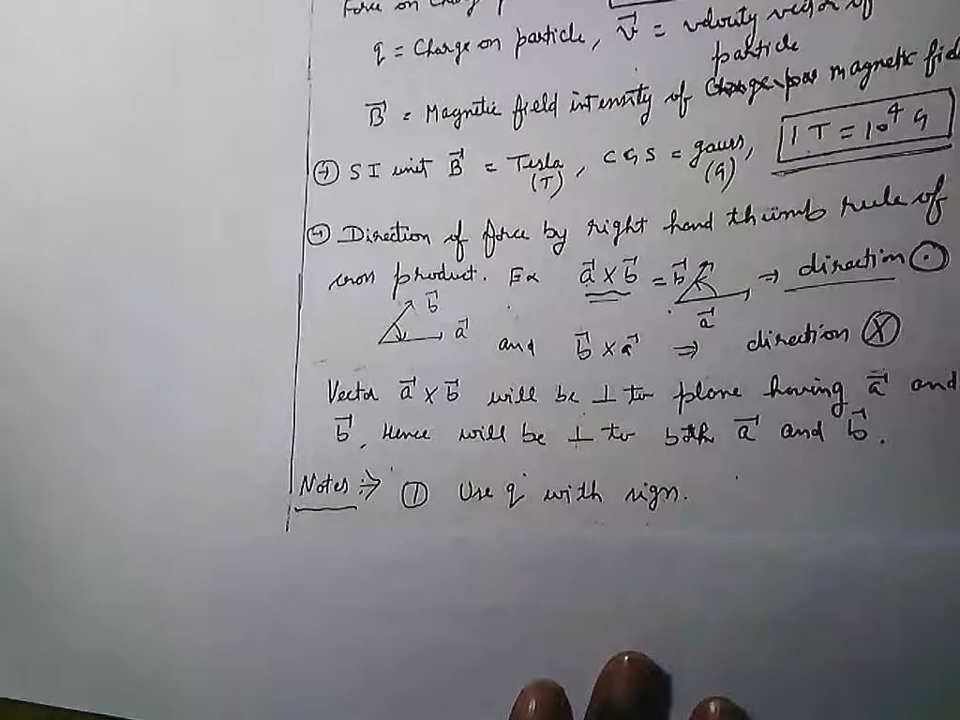 Force on
q = Charge on particle, v⃗ = velocity vector of particle
B⃗ = Magnetic field intensity of magnetic
→ SI unit B⃗ = Tesla (T), CGS = gauss, (G) 1 T = 10⁴ G
→ Direction of force by right hand thumb rule of
cross product. Ex a⃗ × b⃗ = b⃗ a⃗ ⇒ direction ⊙
b⃗ a⃗ and b⃗ × a⃗ ⇒ direction ⊗
Vector a⃗ × b⃗ will be ⊥ to plane having a⃗ and
b⃗, Hence will be ⊥ to both a⃗ and b⃗.
Notes :→ ① Use q with sign.